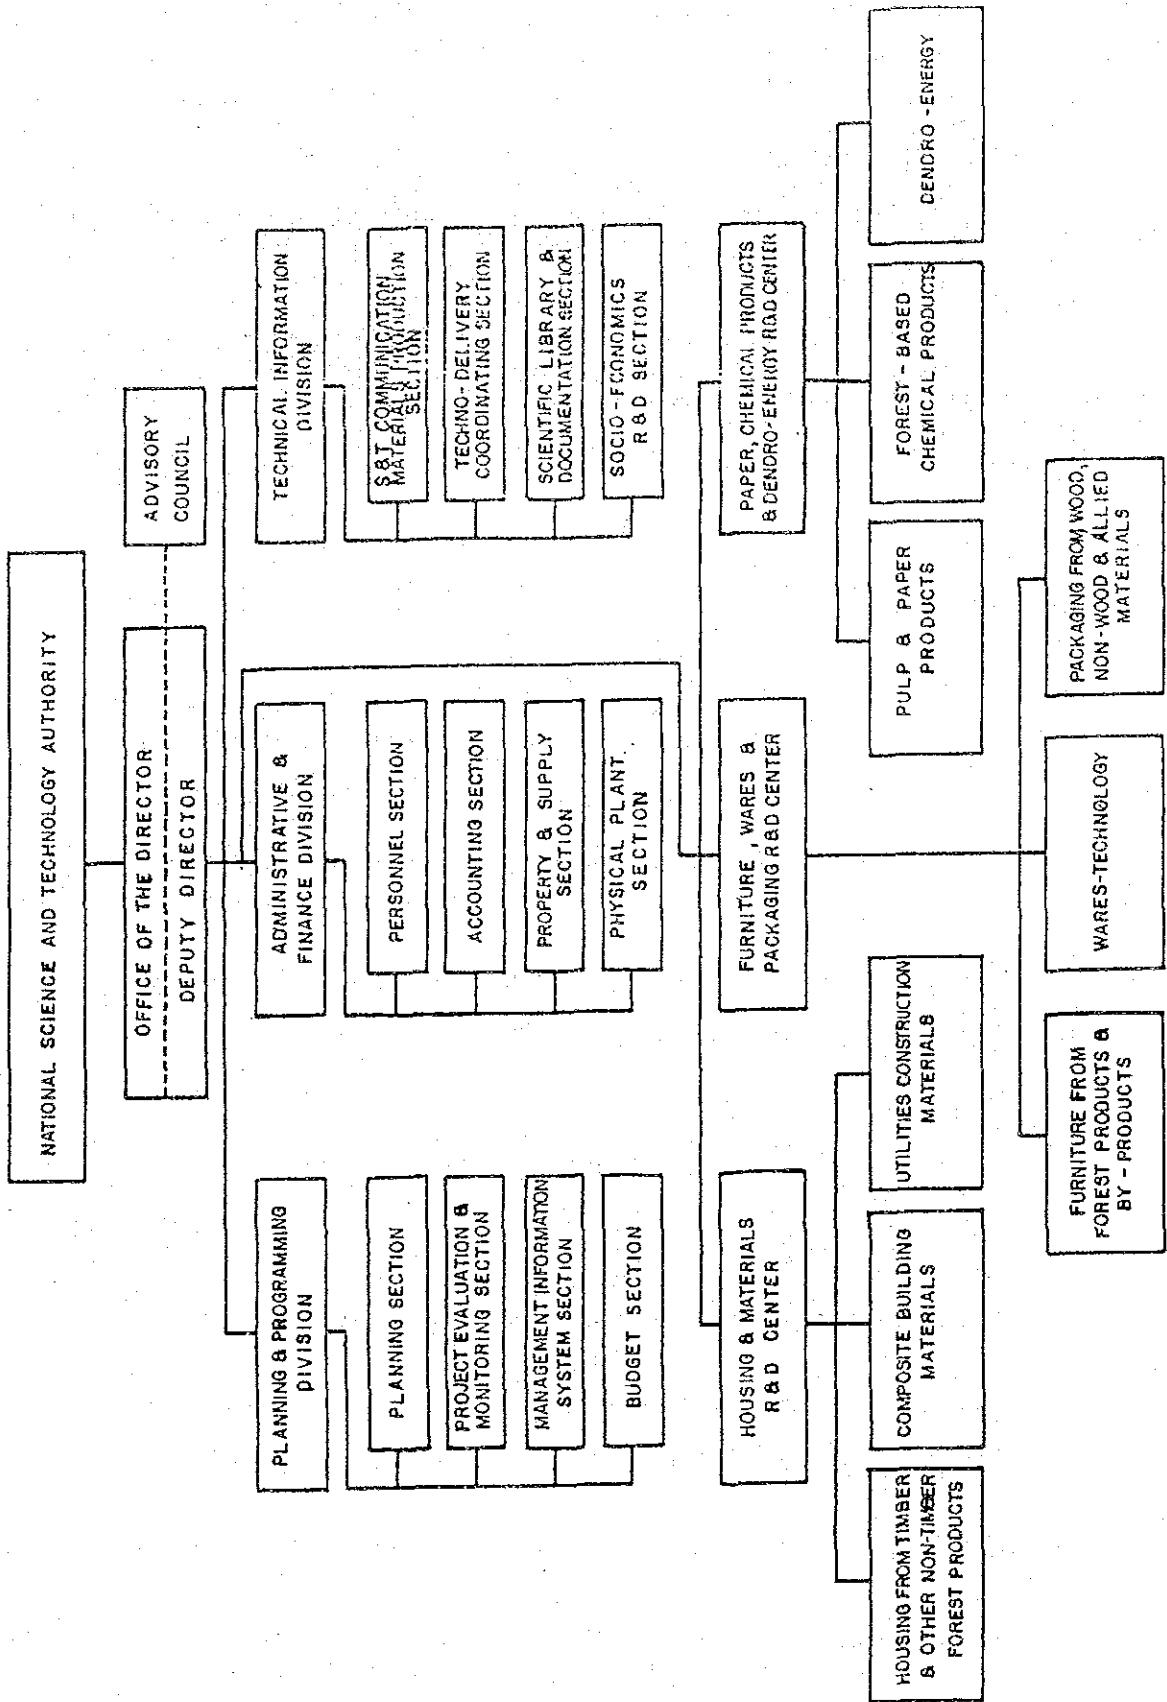 NATIONAL SCIENCE AND TECHNOLOGY AUTHORITY
OFFICE OF THE DIRECTOR
DEPUTY DIRECTOR
ADVISORY
COUNCIL
PLANNING & PROGRAMMING
DIVISION
PLANNING SECTION
PROJECT EVALUATION &
MONITORING SECTION
MANAGEMENT INFORMATION
SYSTEM SECTION
BUDGET SECTION
ADMINISTRATIVE &
FINANCE DIVISION
PERSONNEL SECTION
ACCOUNTING SECTION
PROPERTY & SUPPLY
SECTION
PHYSICAL PLANT
SECTION
TECHNICAL INFORMATION
DIVISION
S&T COMMUNICATION
MATERIALS PRODUCTION
SECTION
TECHNO-DELIVERY
COORDINATING SECTION
SCIENTIFIC LIBRARY &
DOCUMENTATION SECTION
SOCIO-ECONOMICS
R&D SECTION
HOUSING & MATERIALS
R&D CENTER
HOUSING FROM TIMBER
& OTHER NON-TIMBER
FOREST PRODUCTS
COMPOSITE BUILDING
MATERIALS
UTILITIES CONSTRUCTION
MATERIALS
FURNITURE, WARES &
PACKAGING R&D CENTER
FURNITURE FROM
FOREST PRODUCTS &
BY-PRODUCTS
WARES-TECHNOLOGY
PACKAGING FROM WOOD,
NON-WOOD & ALLIED
MATERIALS
PAPER, CHEMICAL PRODUCTS
& DENDRO-ENERGY R&D CENTER
PULP & PAPER
PRODUCTS
FOREST-BASED
CHEMICAL PRODUCTS
DENDRO-ENERGY